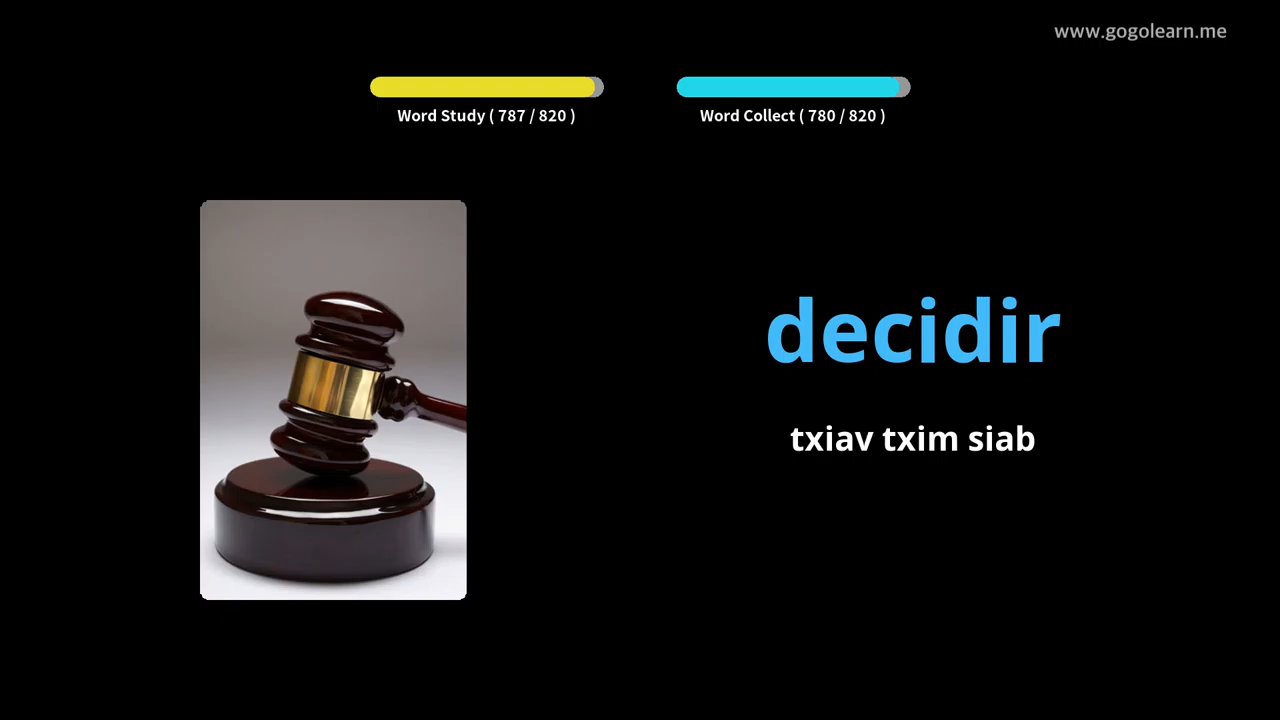 www.gogolearn.me
Word Study ( 787 / 820 )
Word Collect ( 780 / 820 )
decidir
txiav txim siab